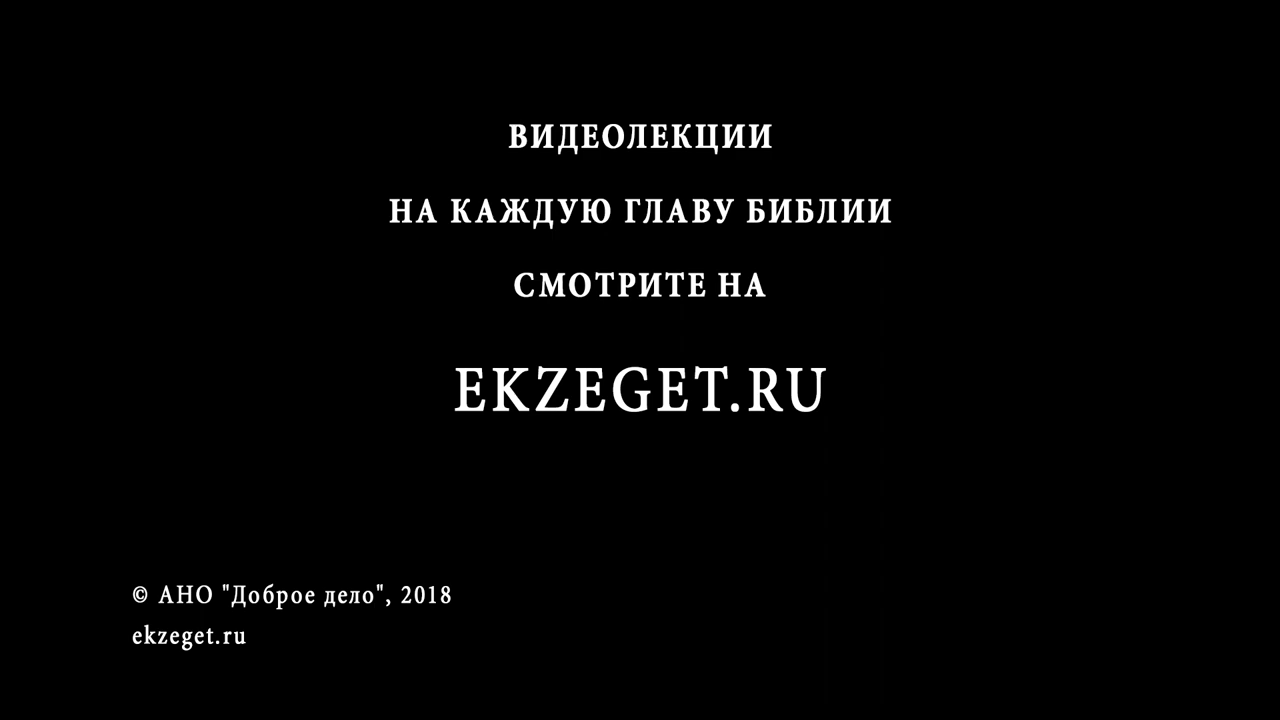 ВИДЕОЛЕКЦИИ
НА КАЖДУЮ ГЛАВУ БИБЛИИ
СМОТРИТЕ НА
EKZEGET.RU
© АНО "Доброе дело", 2018
ekzeget.ru